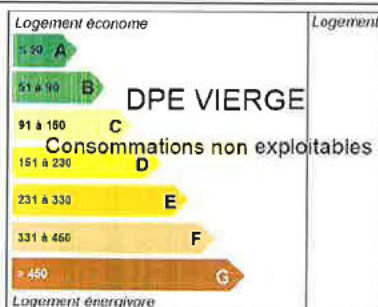 Logement économe
Logement
≤ 50 A
51 à 90 B
DPE VIERGE
91 à 150 C
Consommations non exploitables
151 à 230 D
231 à 330 E
331 à 450 F
> 450 G
Logement énergivore